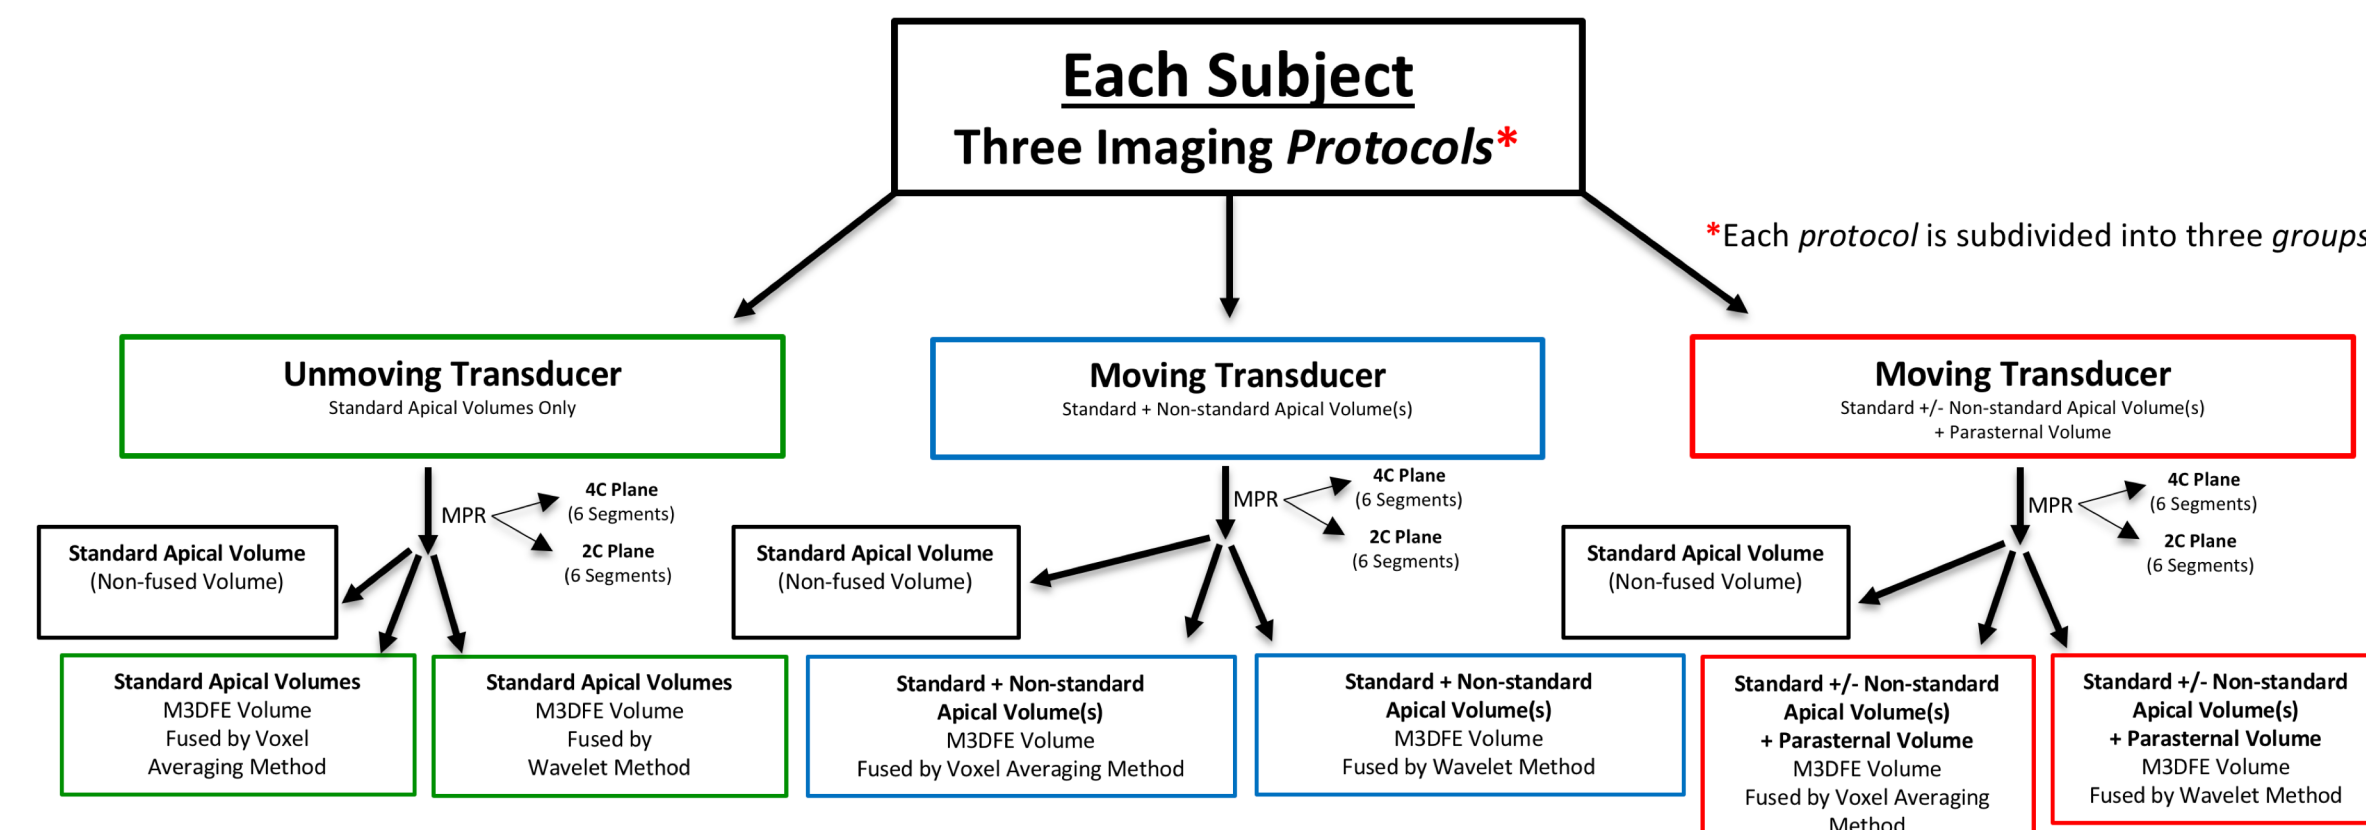 Each Subject
Three Imaging Protocols*
*Each protocol is subdivided into three groups
Unmoving Transducer
Standard Apical Volumes Only
Moving Transducer
Standard + Non-standard Apical Volume(s)
Moving Transducer
Standard +/- Non-standard Apical Volume(s)
+ Parasternal Volume
MPR
4C Plane
(6 Segments)
2C Plane
(6 Segments)
MPR
4C Plane
(6 Segments)
2C Plane
(6 Segments)
MPR
4C Plane
(6 Segments)
2C Plane
(6 Segments)
Standard Apical Volume
(Non-fused Volume)
Standard Apical Volume
(Non-fused Volume)
Standard Apical Volume
(Non-fused Volume)
Standard Apical Volumes
M3DFE Volume
Fused by Voxel
Averaging Method
Standard Apical Volumes
M3DFE Volume
Fused by
Wavelet Method
Standard + Non-standard
Apical Volume(s)
M3DFE Volume
Fused by Voxel Averaging Method
Standard + Non-standard
Apical Volume(s)
M3DFE Volume
Fused by Wavelet Method
Standard +/- Non-standard
Apical Volume(s)
+ Parasternal Volume
M3DFE Volume
Fused by Voxel Averaging
Method
Standard +/- Non-standard
Apical Volume(s)
+ Parasternal Volume
M3DFE Volume
Fused by Wavelet Method